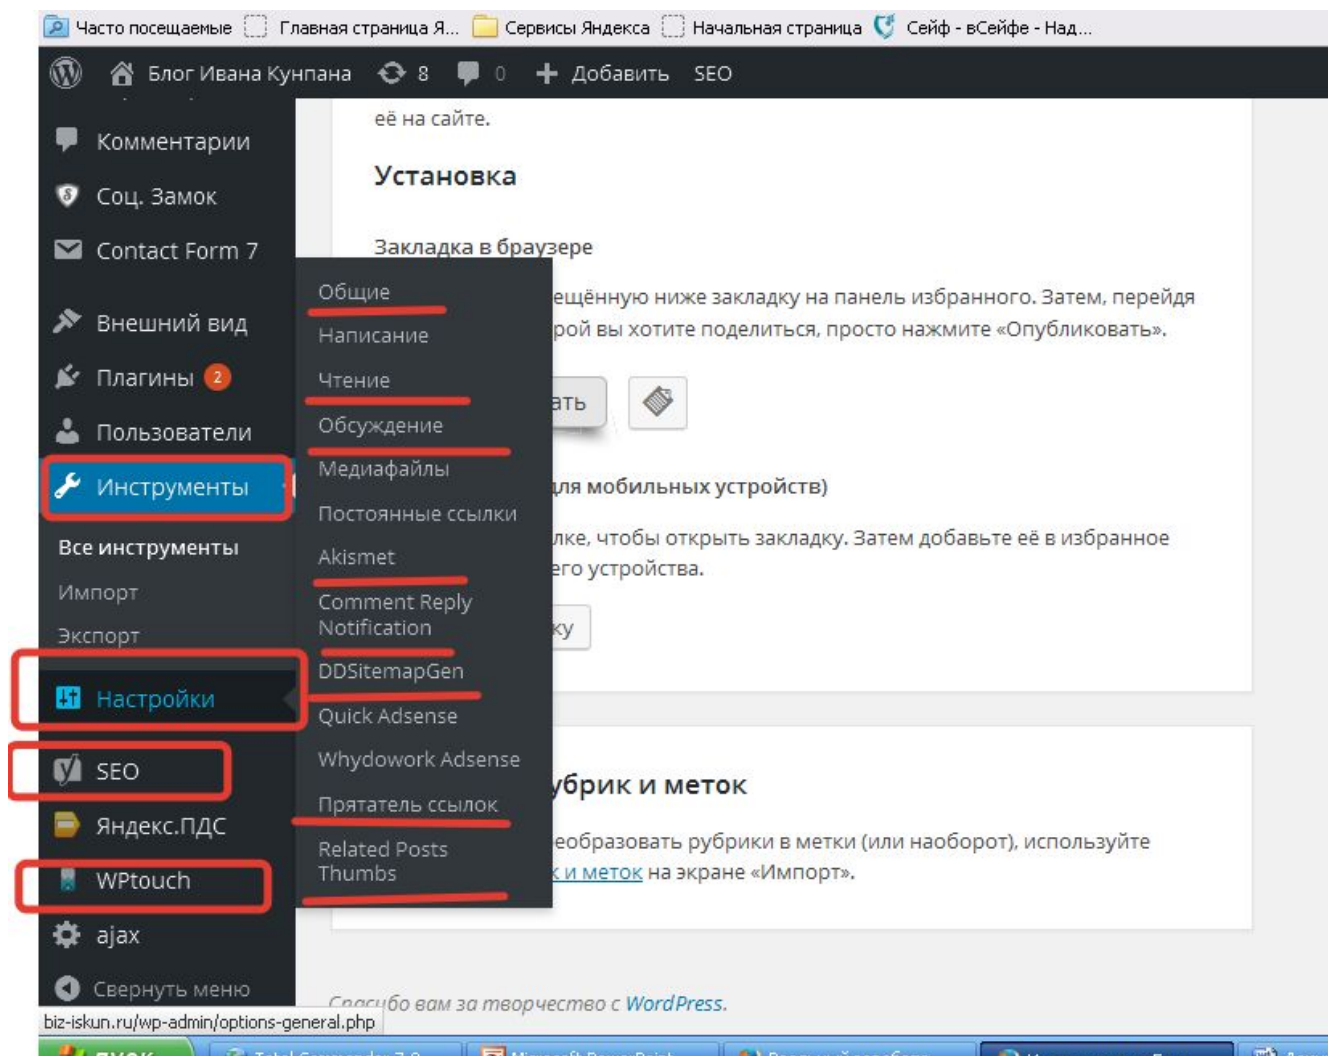 Часто посещаемые Главная страница Я... Сервисы Яндекса Начальная страница Сейф - вСейфе - Над...
Блог Ивана Кунпана 8 0 + Добавить SEO
Комментарии
Соц. Замок
Contact Form 7
Внешний вид
Плагины 2
Пользователи
Инструменты
Все инструменты
Импорт
Экспорт
Настройки
SEO
Яндекс.ПДС
WPtouch
ajax
Свернуть меню
Общие
Написание
Чтение
Обсуждение
Медиафайлы
Постоянные ссылки
Akismet
Comment Reply
Notification
DDSitemapGen
Quick Adsense
Whydowork Adsense
Прятатель ссылок
Related Posts
Thumbs
её на сайте.
Установка
Закладка в браузере
ещённую ниже закладку на панель избранного. Затем, перейдя
рой вы хотите поделиться, просто нажмите «Опубликовать».
ать
для мобильных устройств)
лке, чтобы открыть закладку. Затем добавьте её в избранное
его устройства.
ку
убрик и меток
еобразовать рубрики в метки (или наоборот), используйте
к и меток на экране «Импорт».
Спасибо вам за творчество с WordPress.
biz-iskun.ru/wp-admin/options-general.php